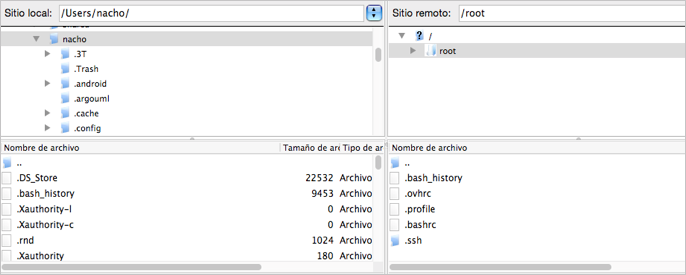 Sitio local: /Users/nacho/
nacho
.3T
.Trash
.android
.argouml
.cache
.config
Nombre de archivo Tamaño de arc Tipo de ar
..
.DS_Store 22532 Archivo
.bash_history 9453 Archivo
.Xauthority-l 0 Archivo
.Xauthority-c 0 Archivo
.rnd 1024 Archivo
.Xauthority 180 Archivo
Sitio remoto: /root
/
root
Nombre de archivo
..
.bash_history
.ovhrc
.profile
.bashrc
.ssh